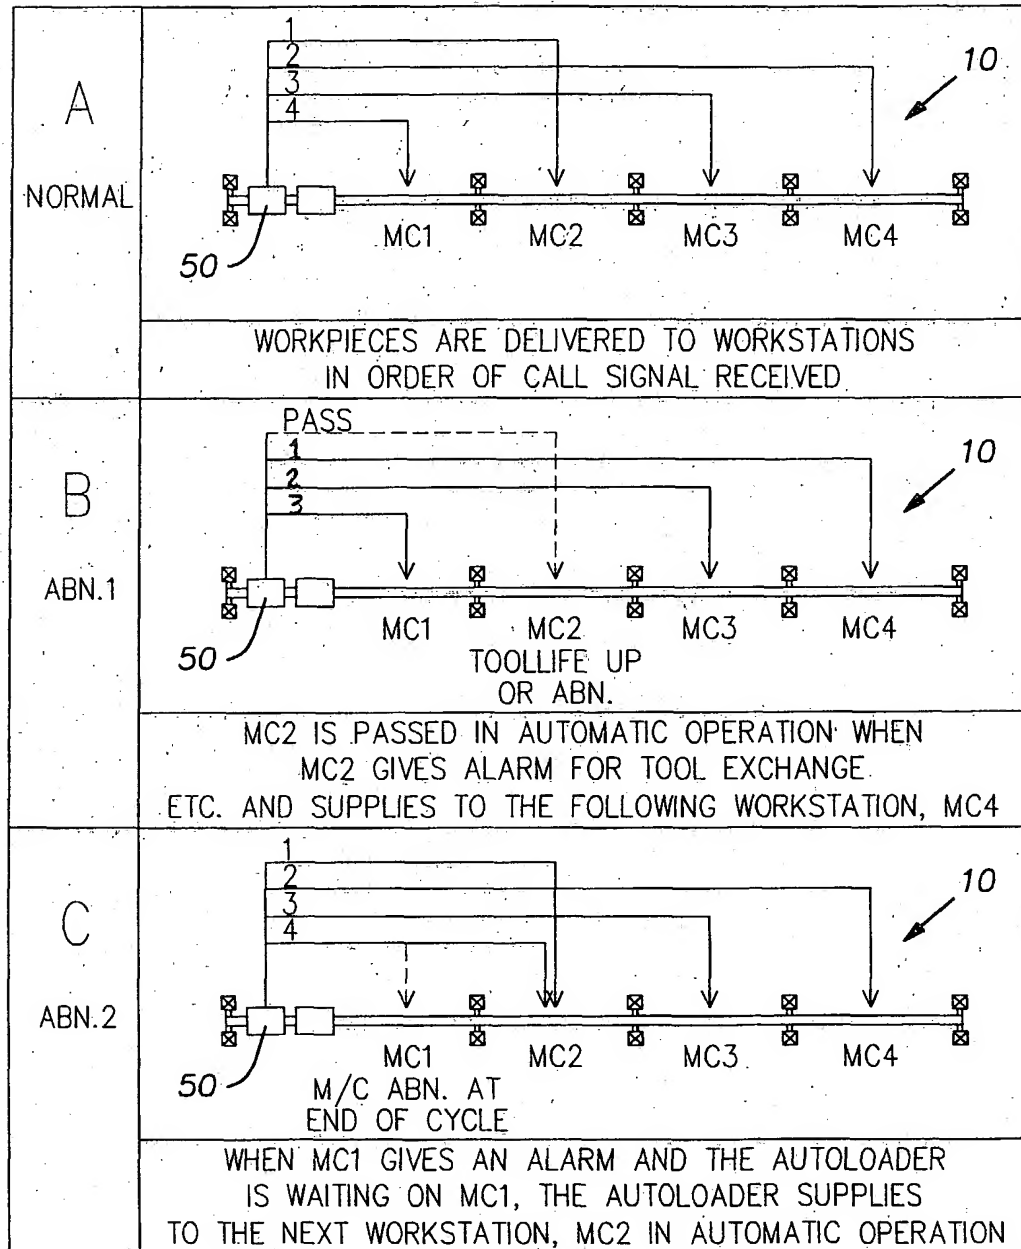 A
NORMAL
1
2
3
4
10
50
MC1 MC2 MC3 MC4
WORKPIECES ARE DELIVERED TO WORKSTATIONS
IN ORDER OF CALL SIGNAL RECEIVED
B
ABN.1
PASS
1
2
3
10
50
MC1 MC2 MC3 MC4
TOOLLIFE UP
OR ABN.
MC2 IS PASSED IN AUTOMATIC OPERATION WHEN
MC2 GIVES ALARM FOR TOOL EXCHANGE
ETC. AND SUPPLIES TO THE FOLLOWING WORKSTATION, MC4
C
ABN.2
1
2
3
4
10
50
MC1 MC2 MC3 MC4
M/C ABN. AT
END OF CYCLE
WHEN MC1 GIVES AN ALARM AND THE AUTOLOADER
IS WAITING ON MC1, THE AUTOLOADER SUPPLIES
TO THE NEXT WORKSTATION, MC2 IN AUTOMATIC OPERATION